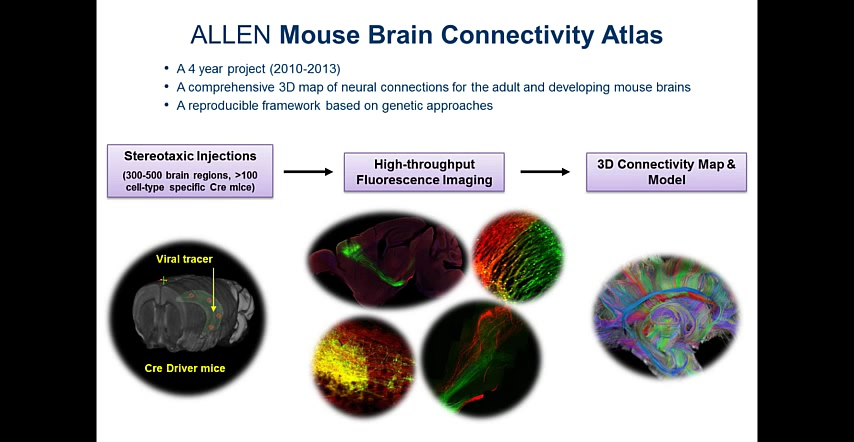 ALLEN Mouse Brain Connectivity Atlas
• A 4 year project (2010-2013)
• A comprehensive 3D map of neural connections for the adult and developing mouse brains
• A reproducible framework based on genetic approaches
Stereotaxic Injections
(300-500 brain regions, >100
cell-type specific Cre mice)
High-throughput
Fluorescence Imaging
3D Connectivity Map &
Model
Viral tracer
Cre Driver mice